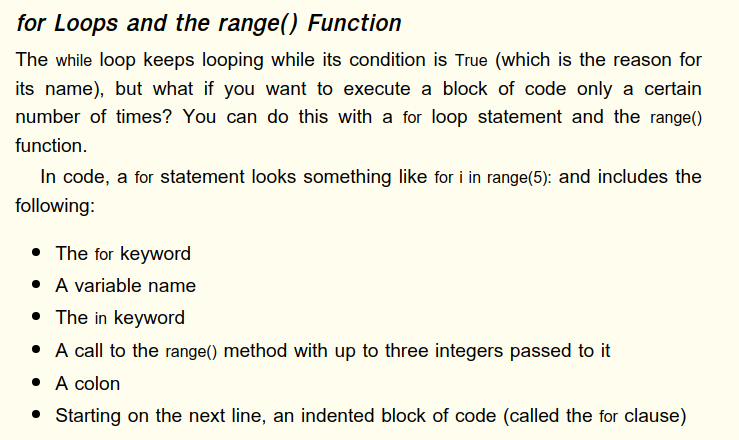 for Loops and the range() Function
The while loop keeps looping while its condition is True (which is the reason for
its name), but what if you want to execute a block of code only a certain
number of times? You can do this with a for loop statement and the range()
function.
In code, a for statement looks something like for i in range(5): and includes the
following:
• The for keyword
• A variable name
• The in keyword
• A call to the range() method with up to three integers passed to it
• A colon
• Starting on the next line, an indented block of code (called the for clause)